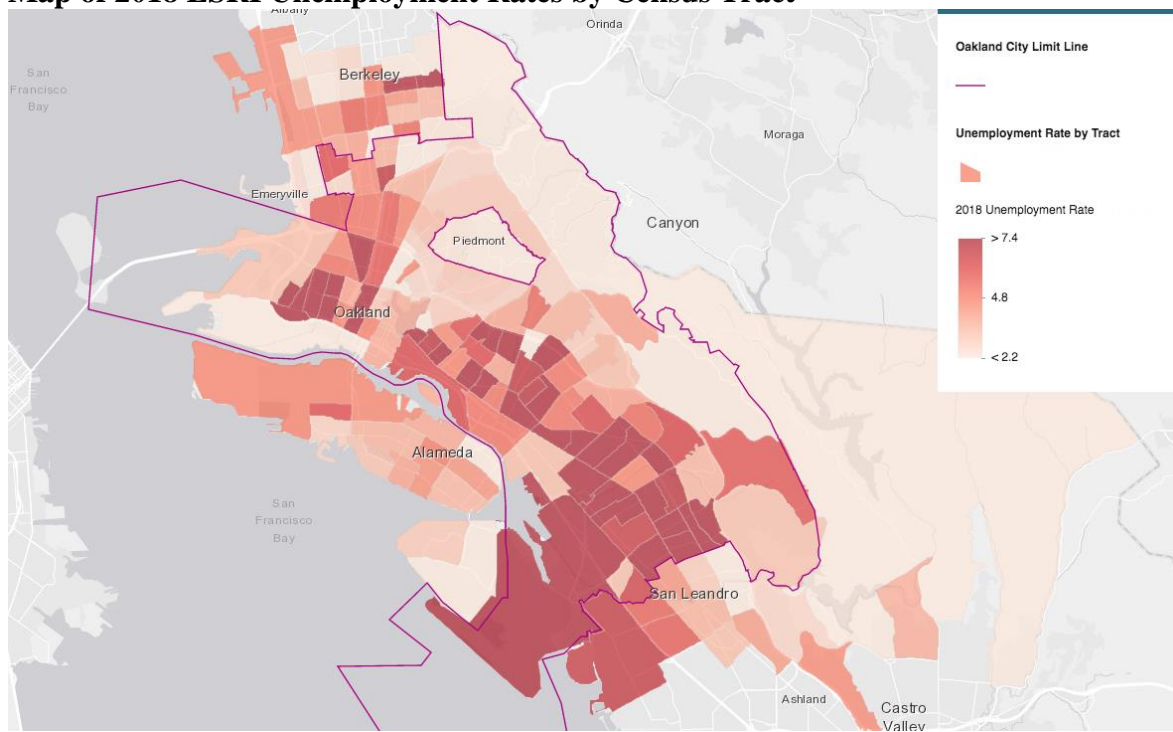 Map of 2018 ESRI Unemployment Rates by Census Tract
Albany
Orinda
Oakland City Limit Line
San
Francisco
Bay
Berkeley
Unemployment Rate by Tract
Moraga
Emeryville
2018 Unemployment Rate
Canyon
> 7.4
Piedmont
4.8
Oakland
< 2.2
Alameda
San
Francisco
Bay
San Leandro
Ashland
Castro
Valley